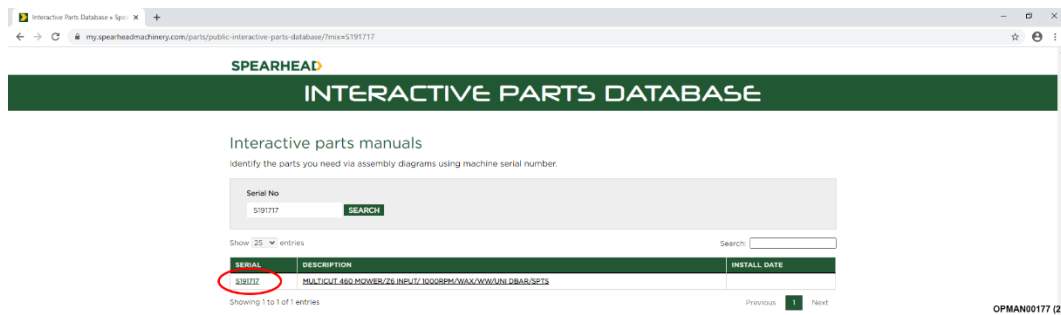 Interactive Parts Database • Spea
my.spearheadmachinery.com/parts/public-interactive-parts-database/?mix=S191717
SPEARHEAD
INTERACTIVE PARTS DATABASE
Interactive parts manuals
Identify the parts you need via assembly diagrams using machine serial number.
Serial No
S191717 SEARCH
Show 25 entries Search:
SERIAL DESCRIPTION INSTALL DATE
S191717 MULTICUT 460 MOWER/Z6 INPUT/ 1000RPM/WAX/WW/UNI DBAR/SPTS
Showing 1 to 1 of 1 entries Previous 1 Next
OPMAN00177 (2